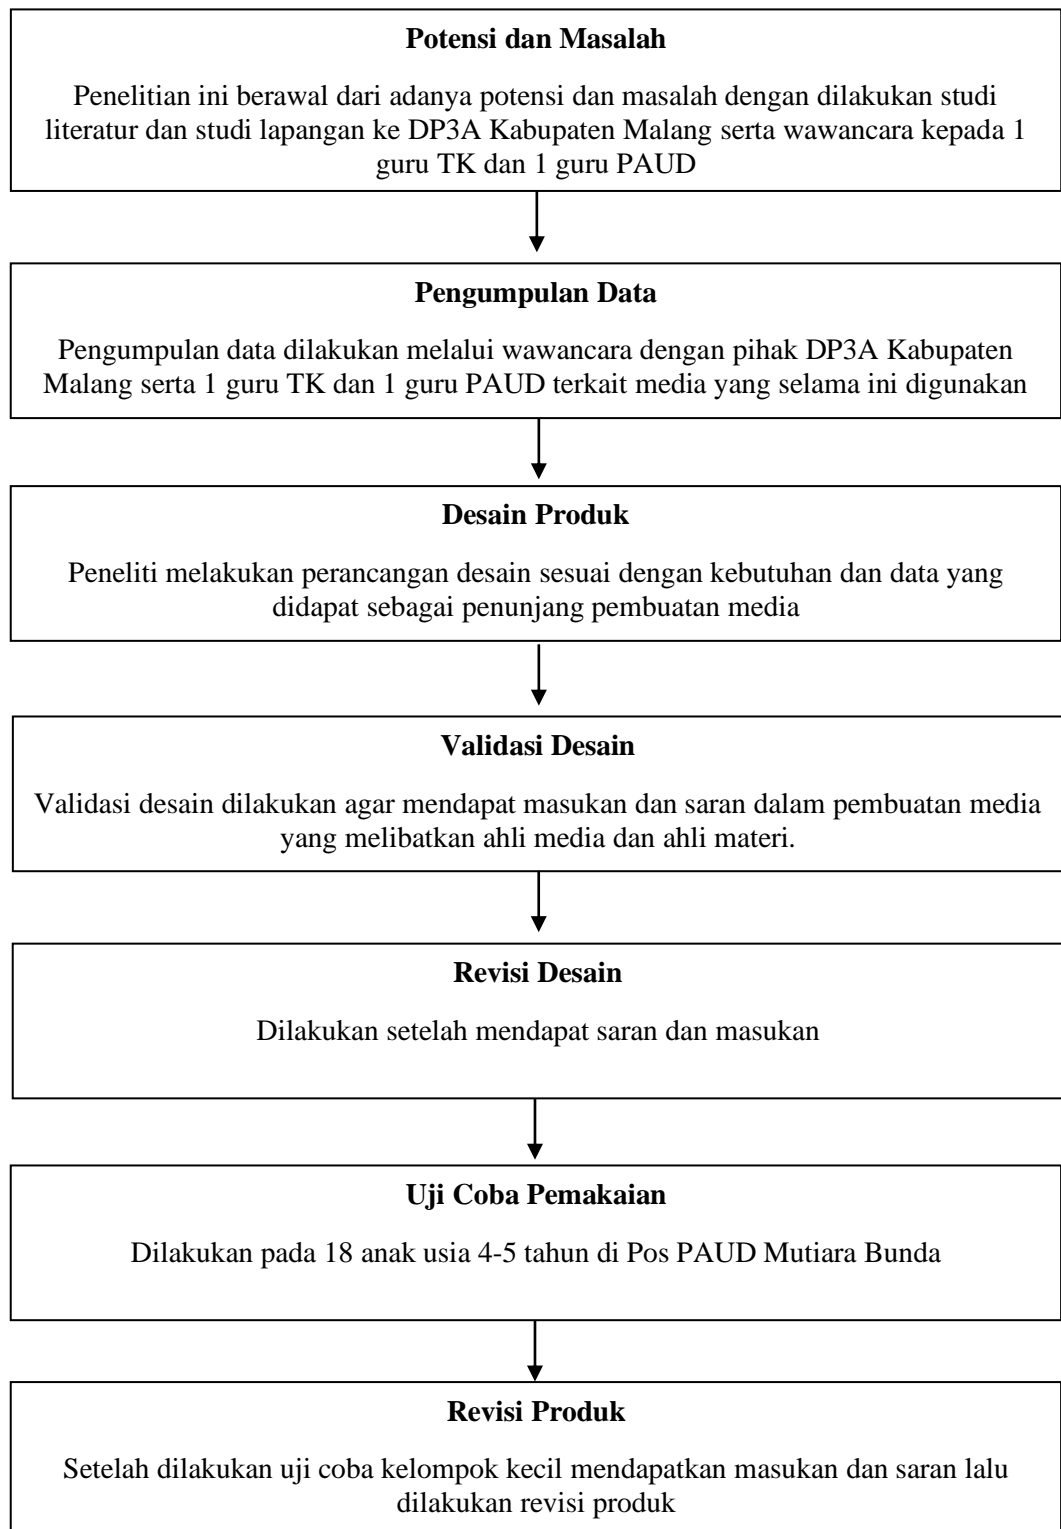 Potensi dan Masalah
Penelitian ini berawal dari adanya potensi dan masalah dengan dilakukan studi
literatur dan studi lapangan ke DP3A Kabupaten Malang serta wawancara kepada 1
guru TK dan 1 guru PAUD
Pengumpulan Data
Pengumpulan data dilakukan melalui wawancara dengan pihak DP3A Kabupaten
Malang serta 1 guru TK dan 1 guru PAUD terkait media yang selama ini digunakan
Desain Produk
Peneliti melakukan perancangan desain sesuai dengan kebutuhan dan data yang
didapat sebagai penunjang pembuatan media
Validasi Desain
Validasi desain dilakukan agar mendapat masukan dan saran dalam pembuatan media
yang melibatkan ahli media dan ahli materi.
Revisi Desain
Dilakukan setelah mendapat saran dan masukan
Uji Coba Pemakaian
Dilakukan pada 18 anak usia 4-5 tahun di Pos PAUD Mutiara Bunda
Revisi Produk
Setelah dilakukan uji coba kelompok kecil mendapatkan masukan dan saran lalu
dilakukan revisi produk